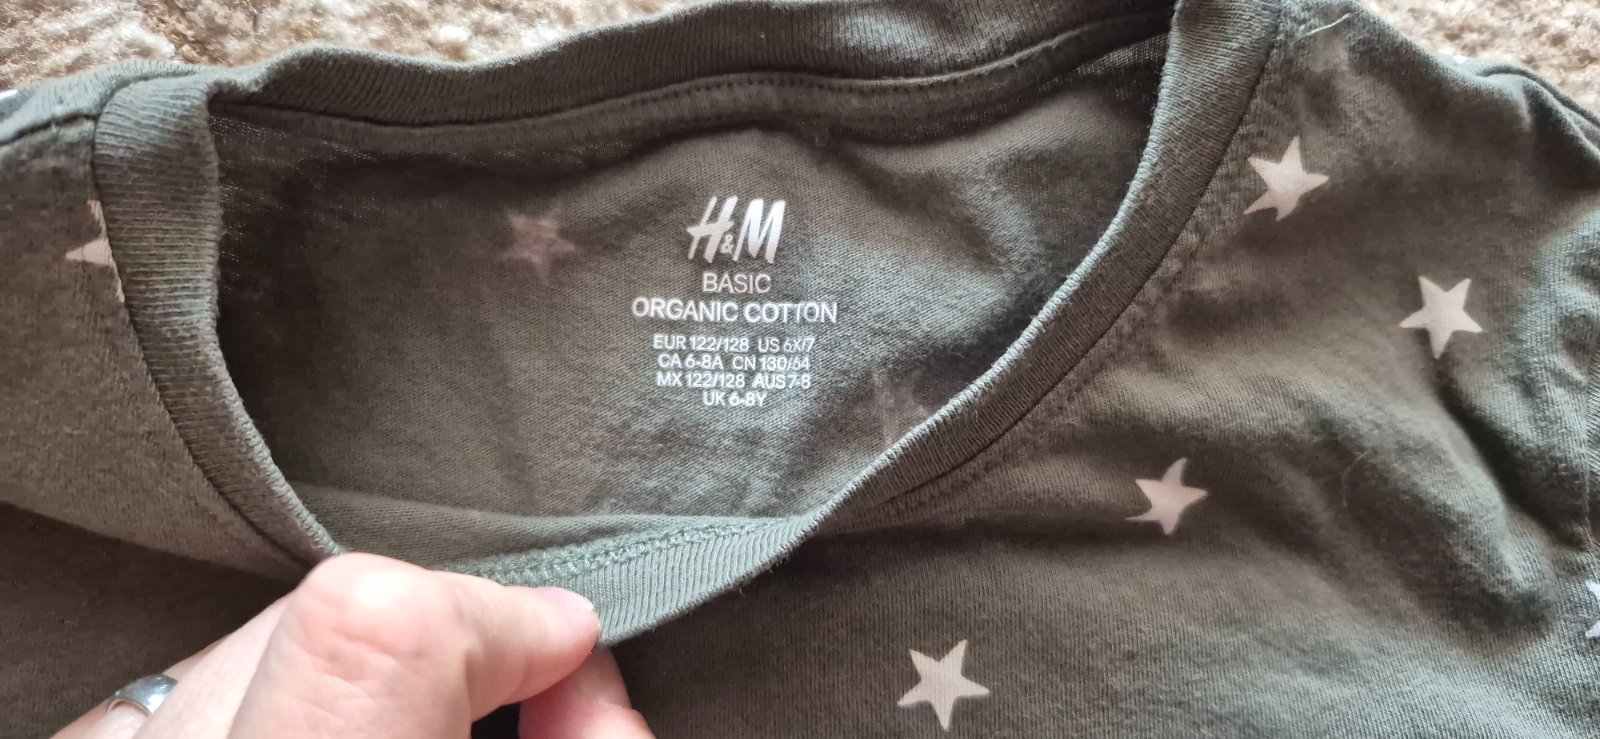 H&M
BASIC
ORGANIC COTTON
EUR 122/128 US 6X/7
CA 6-8A CN 130/64
MX 122/128 AUS 7-8
UK 6-8Y